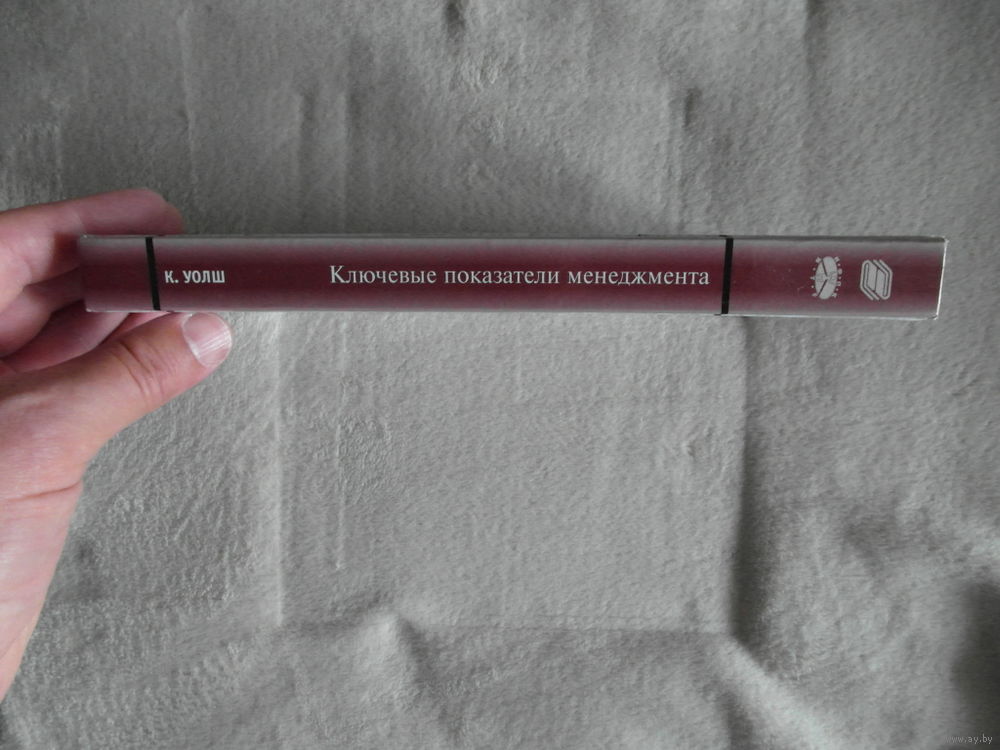 К. УОЛШ
Ключевые показатели менеджмента
www.ay.by